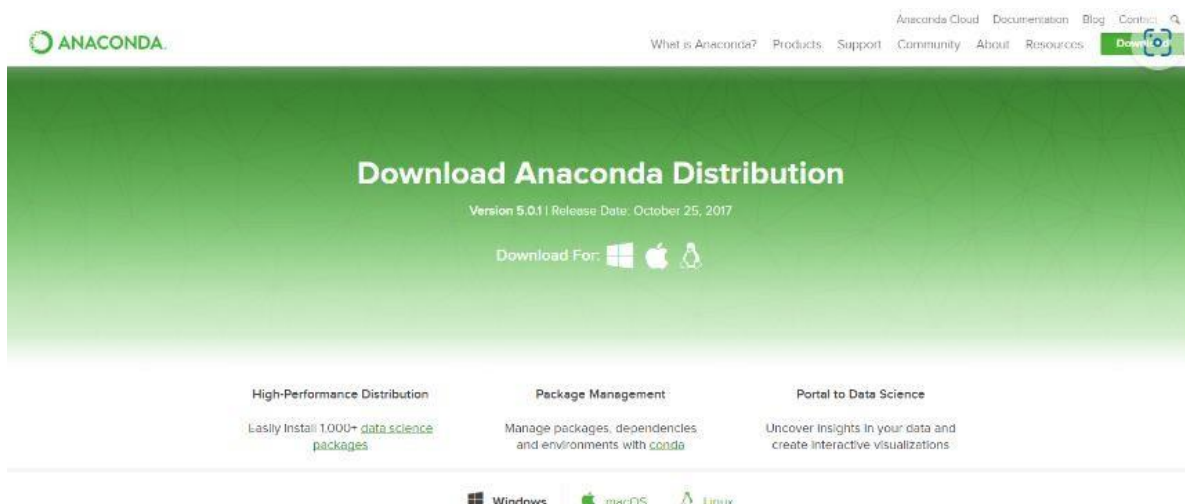 Anaconda Cloud Documentation Blog Contact
ANACONDA.
What is Anaconda? Products Support Community About Resources Download
Download Anaconda Distribution
Version 5.0.1 | Release Date: October 25, 2017
Download For:
High-Performance Distribution
Easily Install 1,000+ data science
packages
Package Management
Manage packages, dependencies
and environments with conda
Portal to Data Science
Uncover insights in your data and
create interactive visualizations
Windows macOS Linux